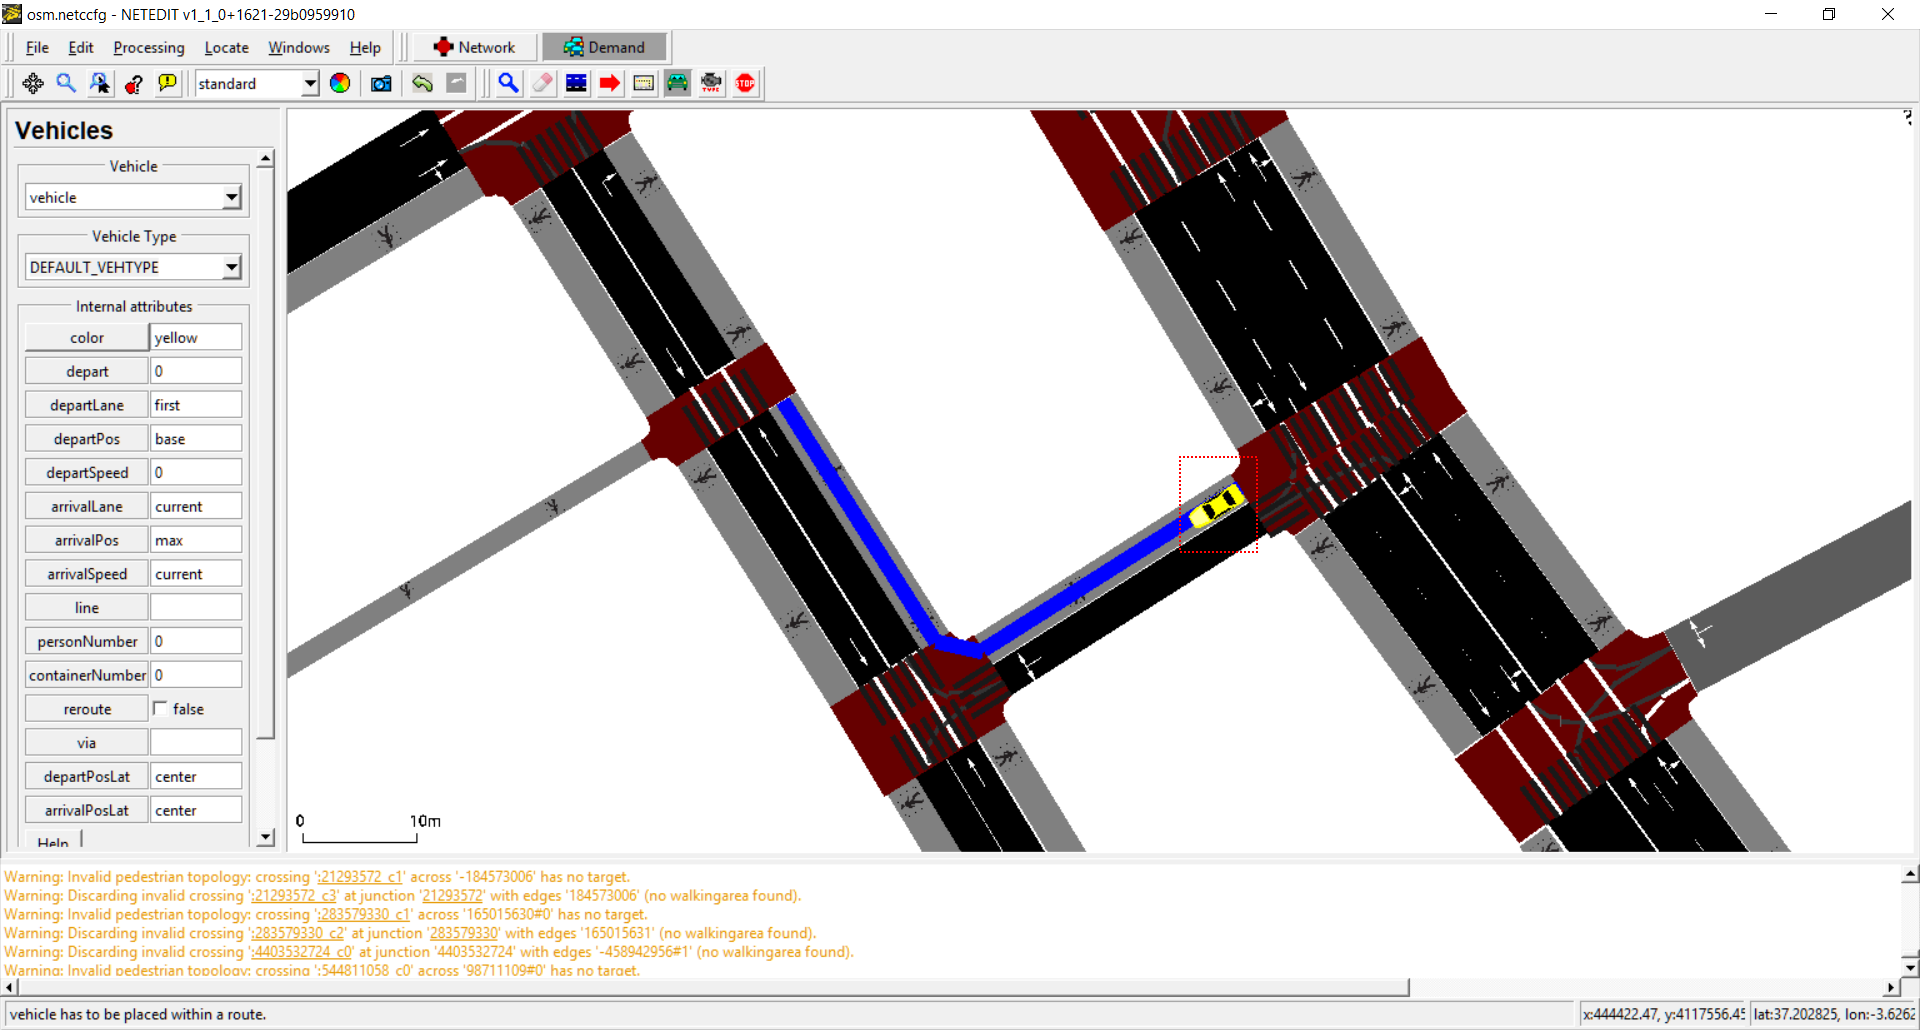 osm.netccfg - NETEDIT v1_1_0+1621-29b0959910
File Edit Processing Locate Windows Help Network Demand
standard TYPE STOP
Vehicles
Vehicle
vehicle
Vehicle Type
DEFAULT_VEHTYPE
Internal attributes
color yellow
depart 0
departLane first
departPos base
departSpeed 0
arrivalLane current
arrivalPos max
arrivalSpeed current
line
personNumber 0
containerNumber 0
reroute false
via
departPosLat center
arrivalPosLat center
Help
0 10m
Warning: Invalid pedestrian topology: crossing ':21293572_c1' across '-184573006' has no target.
Warning: Discarding invalid crossing ':21293572_c3' at junction '21293572' with edges '184573006' (no walkingarea found).
Warning: Invalid pedestrian topology: crossing ':283579330_c1' across '165015630#0' has no target.
Warning: Discarding invalid crossing ':283579330_c2' at junction '283579330' with edges '165015631' (no walkingarea found).
Warning: Discarding invalid crossing ':4403532724_c0' at junction '4403532724' with edges '-458942956#1' (no walkingarea found).
Warning: Invalid pedestrian topology: crossing ':544811058_c0' across '98711109#0' has no target.
vehicle has to be placed within a route. x:444422.47, y:4117556.45 lat:37.202825, lon:-3.6262